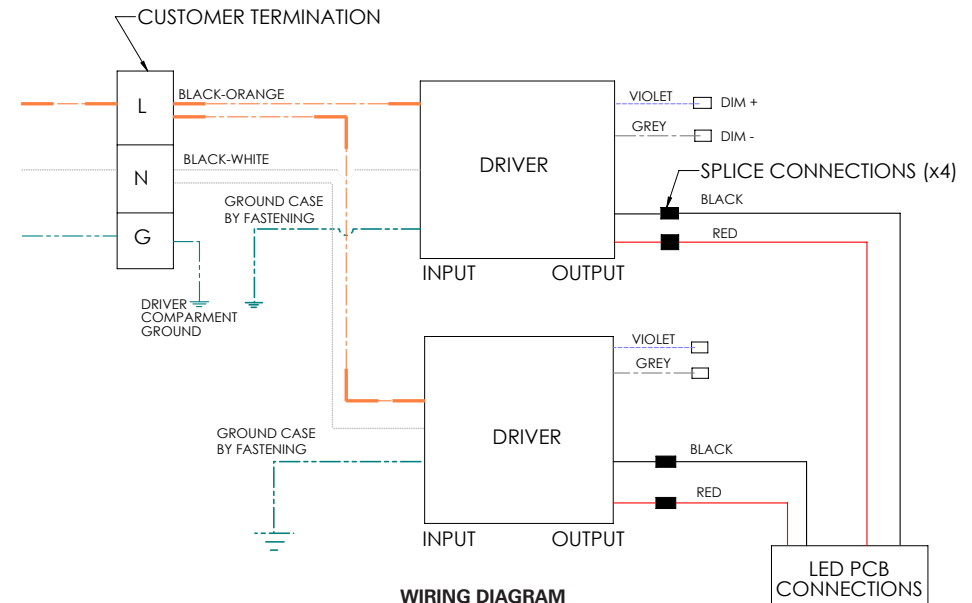 CUSTOMER TERMINATION
L
BLACK-ORANGE
VIOLET
DIM +
GREY
DIM -
N
BLACK-WHITE
DRIVER
SPLICE CONNECTIONS (x4)
BLACK
GROUND CASE
BY FASTENING
G
RED
INPUT
OUTPUT
DRIVER
COMPARMENT
GROUND
VIOLET
GREY
GROUND CASE
BY FASTENING
DRIVER
BLACK
RED
INPUT
OUTPUT
LED PCB
CONNECTIONS
WIRING DIAGRAM